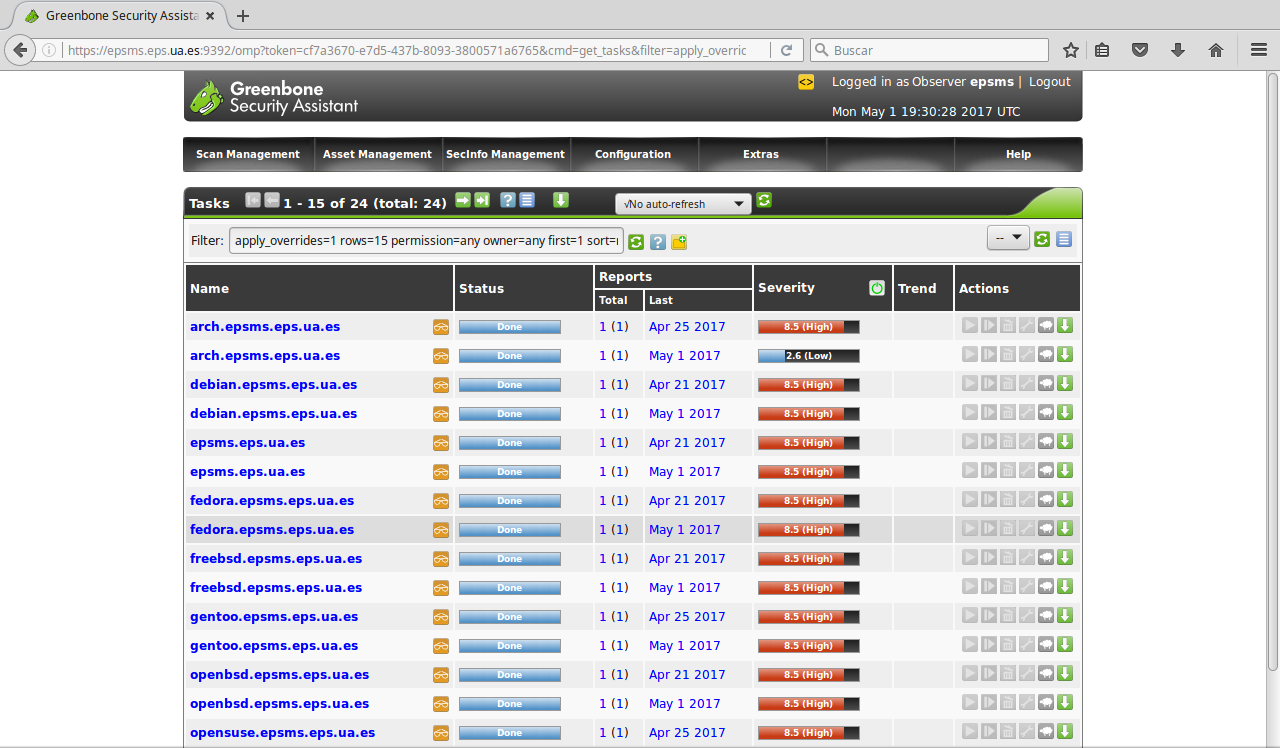 Greenbone Security Assista
https://epsms.eps.ua.es:9392/omp?token=cf7a3670-e7d5-437b-8093-3800571a6765&cmd=get_tasks&filter=apply_overric
Buscar
Greenbone
Security Assistant
<> Logged in as Observer epsms | Logout
Mon May 1 19:30:28 2017 UTC
Scan Management Asset Management SecInfo Management Configuration Extras Help
Tasks 1 - 15 of 24 (total: 24) √No auto-refresh
Filter: apply_overrides=1 rows=15 permission=any owner=any first=1 sort= --
Name Status Reports Severity Trend Actions
Total Last
arch.epsms.eps.ua.es Done 1 (1) Apr 25 2017 8.5 (High)
arch.epsms.eps.ua.es Done 1 (1) May 1 2017 2.6 (Low)
debian.epsms.eps.ua.es Done 1 (1) Apr 21 2017 8.5 (High)
debian.epsms.eps.ua.es Done 1 (1) May 1 2017 8.5 (High)
epsms.eps.ua.es Done 1 (1) Apr 21 2017 8.5 (High)
epsms.eps.ua.es Done 1 (1) May 1 2017 8.5 (High)
fedora.epsms.eps.ua.es Done 1 (1) Apr 21 2017 8.5 (High)
fedora.epsms.eps.ua.es Done 1 (1) May 1 2017 8.5 (High)
freebsd.epsms.eps.ua.es Done 1 (1) Apr 21 2017 8.5 (High)
freebsd.epsms.eps.ua.es Done 1 (1) May 1 2017 8.5 (High)
gentoo.epsms.eps.ua.es Done 1 (1) Apr 25 2017 8.5 (High)
gentoo.epsms.eps.ua.es Done 1 (1) May 1 2017 8.5 (High)
openbsd.epsms.eps.ua.es Done 1 (1) Apr 21 2017 8.5 (High)
openbsd.epsms.eps.ua.es Done 1 (1) May 1 2017 8.5 (High)
opensuse.epsms.eps.ua.es Done 1 (1) Apr 25 2017 8.5 (High)